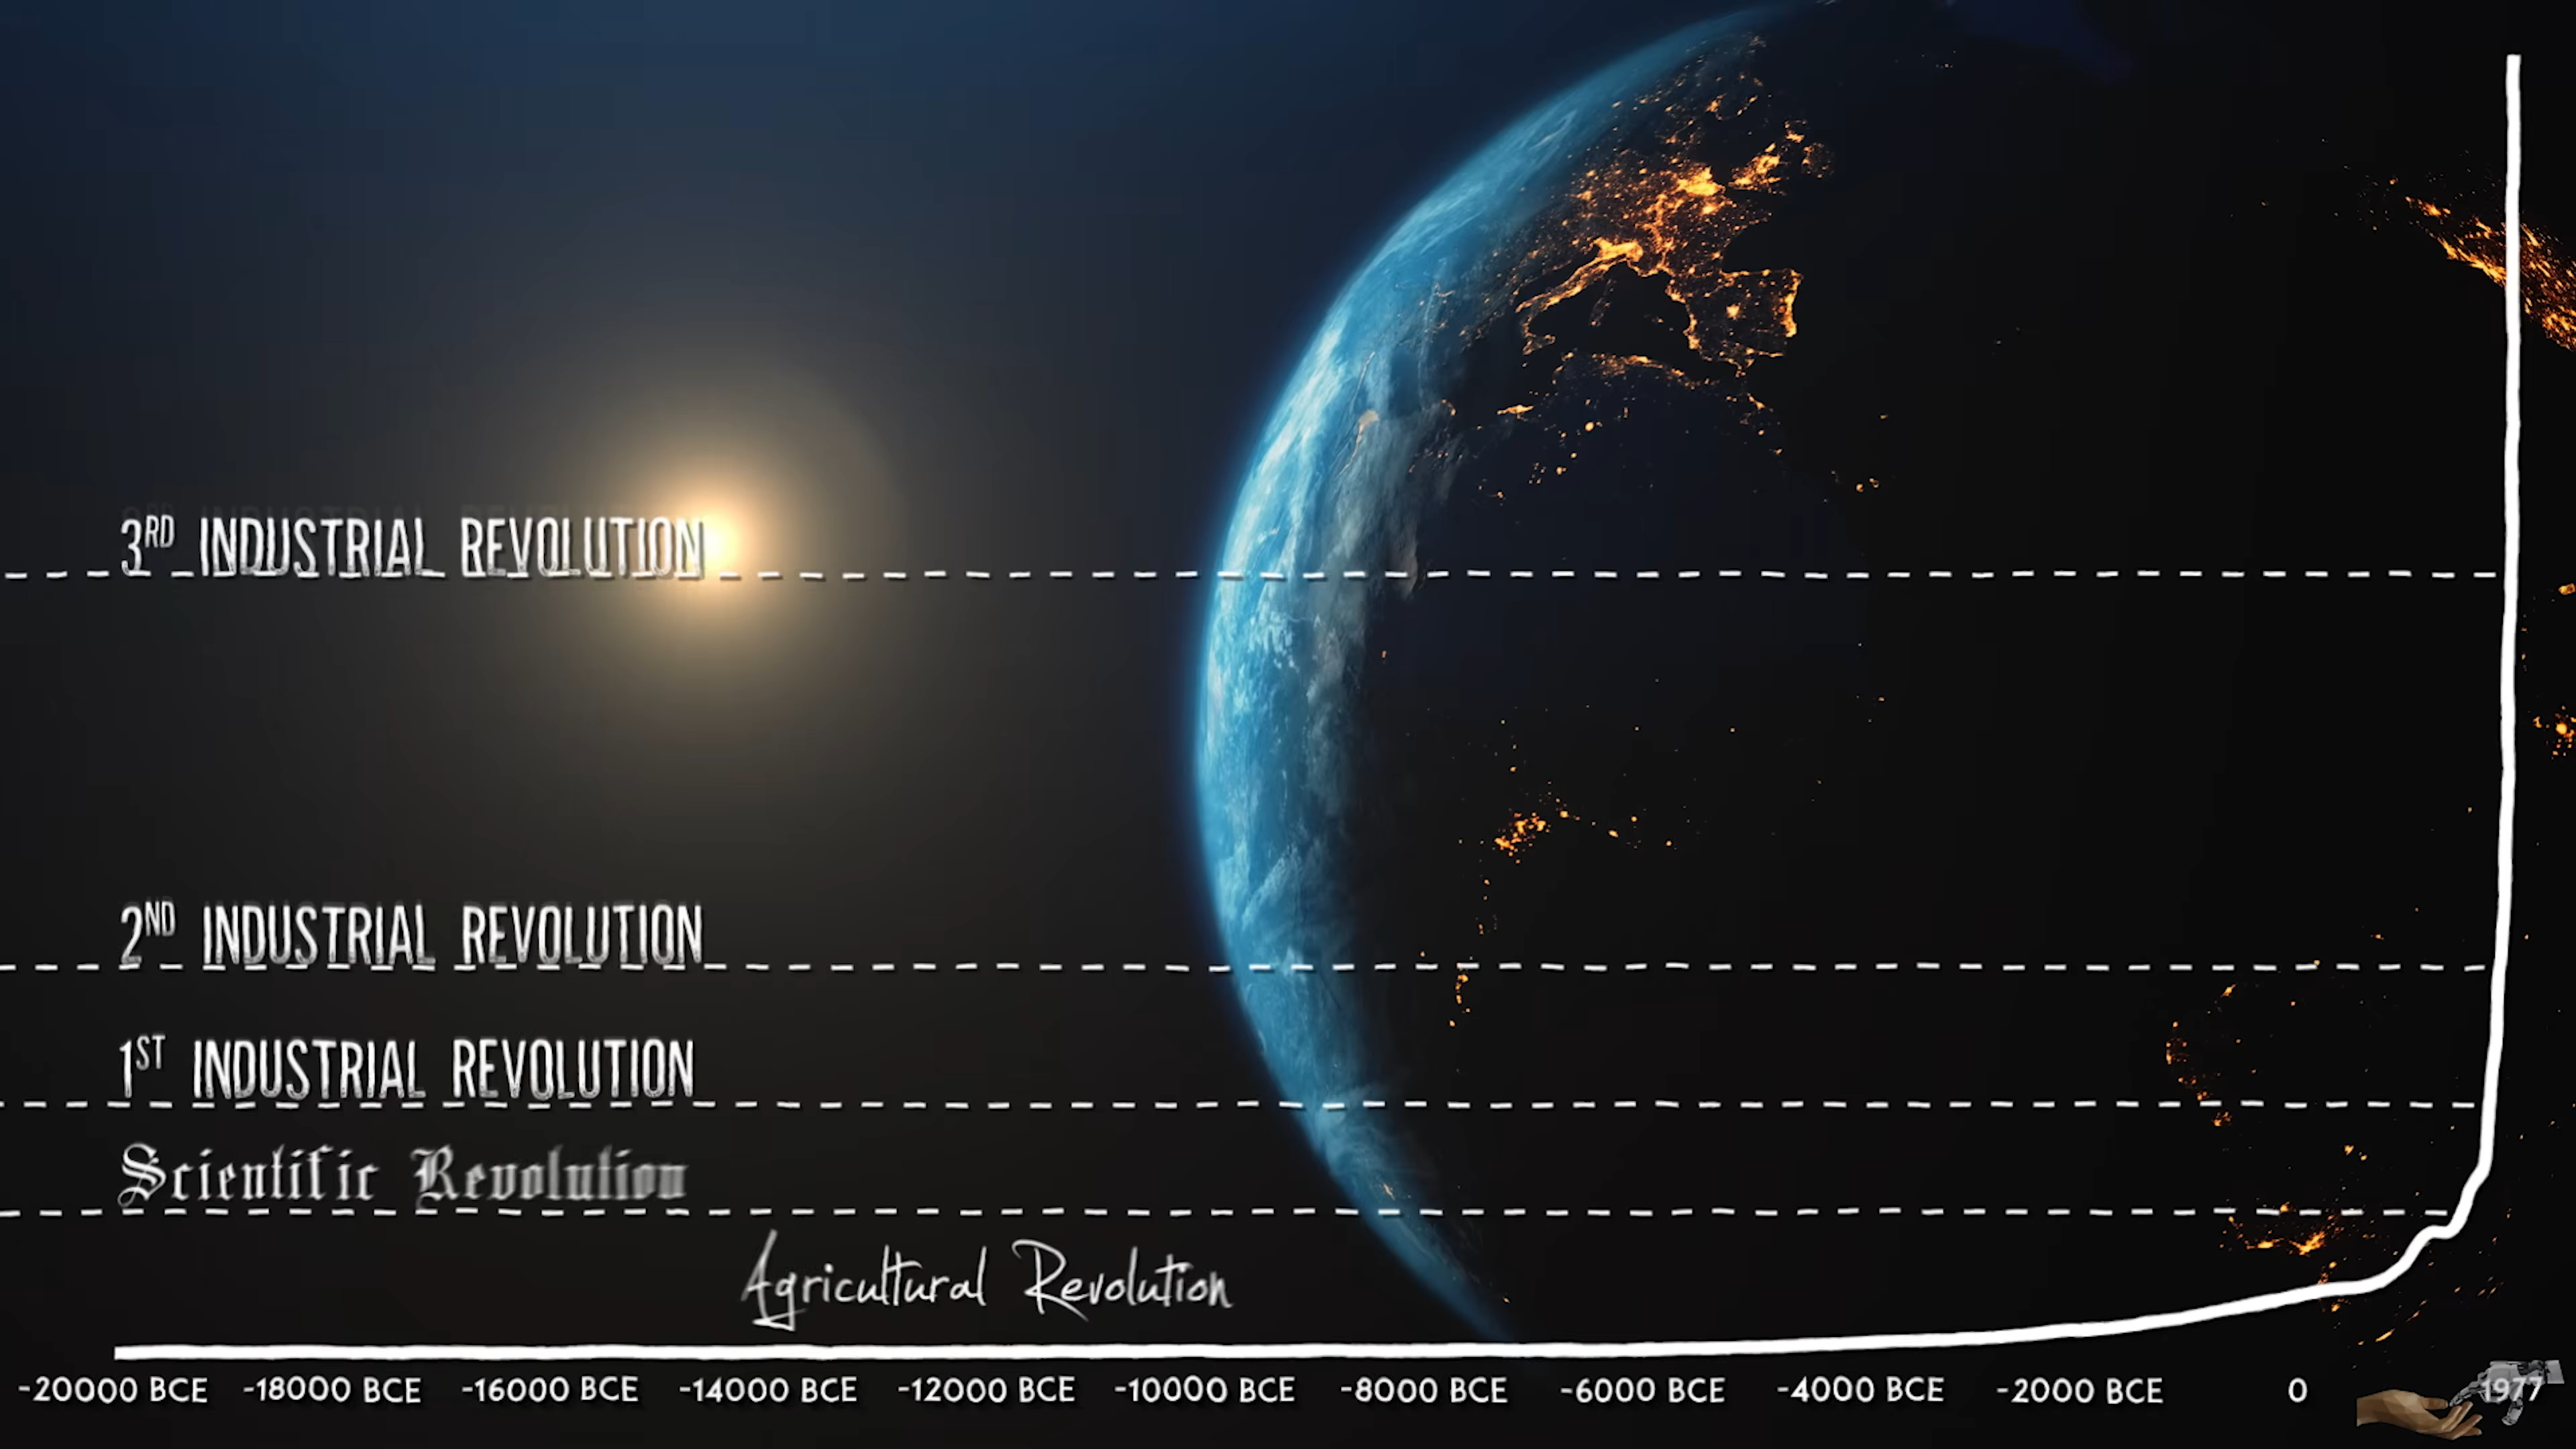 3RD INDUSTRIAL REVOLUTION
2ND INDUSTRIAL REVOLUTION
1ST INDUSTRIAL REVOLUTION
Scientific Revolution
Agricultural Revolution
-20000 BCE -18000 BCE -16000 BCE -14000 BCE -12000 BCE -10000 BCE -8000 BCE -6000 BCE -4000 BCE -2000 BCE 0 1977